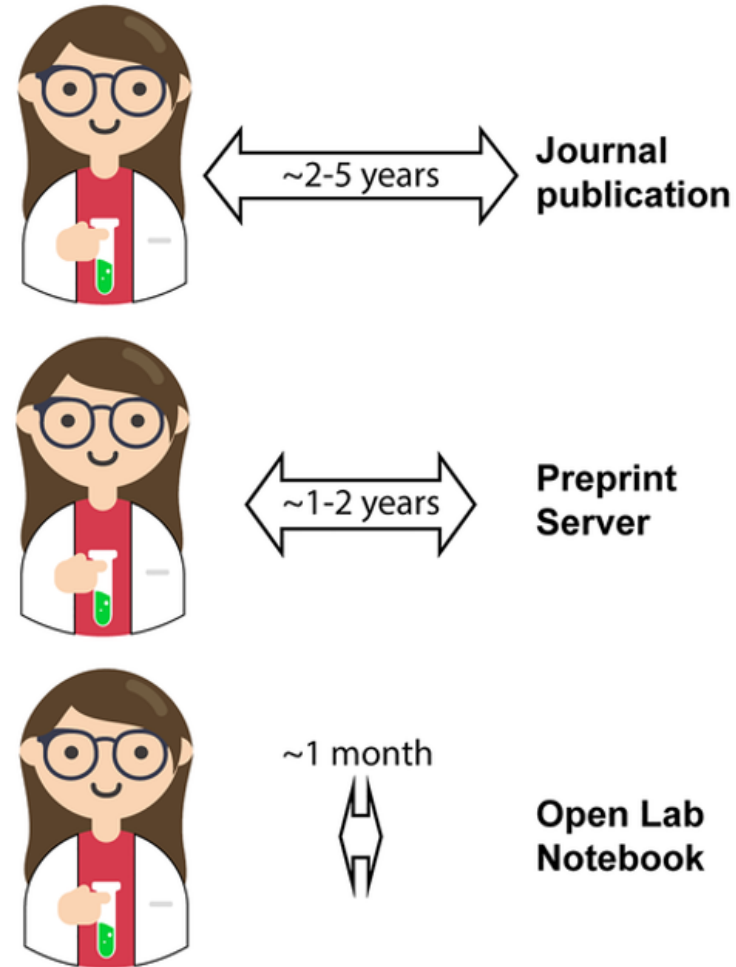 ~2-5 years
Journal
publication
~1-2 years
Preprint
Server
~1 month
Open Lab
Notebook